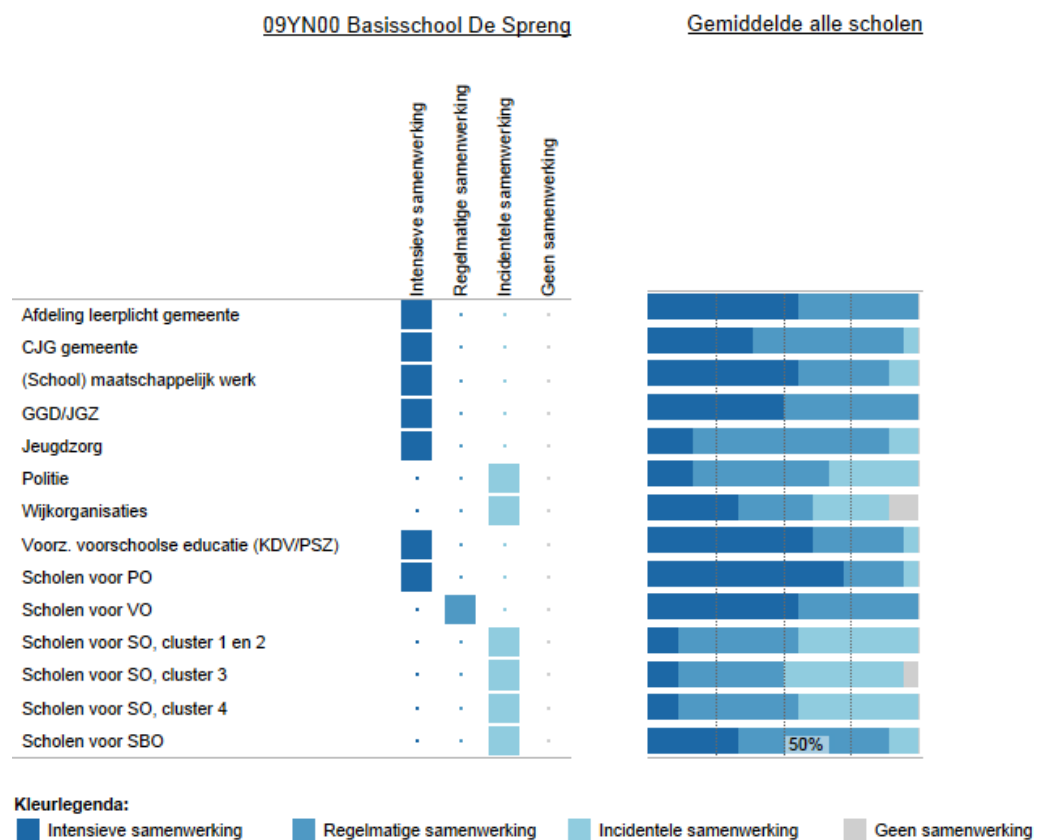 09YN00 Basisschool De Spreng
Gemiddelde alle scholen
Intensieve samenwerking
Regelmatige samenwerking
Incidentele samenwerking
Geen samenwerking
Afdeling leerplicht gemeente
CJG gemeente
(School) maatschappelijk werk
GGD/JGZ
Jeugdzorg
Politie
Wijkorganisaties
Voorz. voorschoolse educatie (KDV/PSZ)
Scholen voor PO
Scholen voor VO
Scholen voor SO, cluster 1 en 2
Scholen voor SO, cluster 3
Scholen voor SO, cluster 4
Scholen voor SBO
50%
Kleurlegenda:
Intensieve samenwerking
Regelmatige samenwerking
Incidentele samenwerking
Geen samenwerking